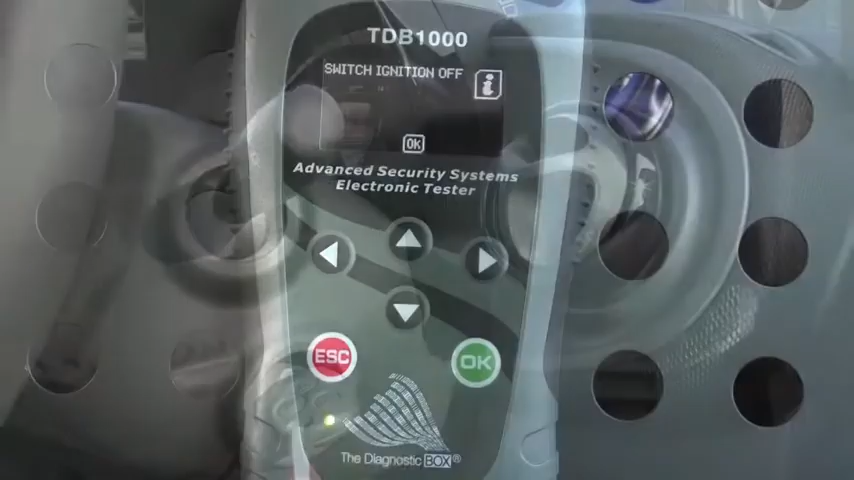 TDB1000
SWITCH IGNITION OFF
i
OK
Advanced Security Systems
Electronic Tester
ESC
OK
The Diagnostic BOX®